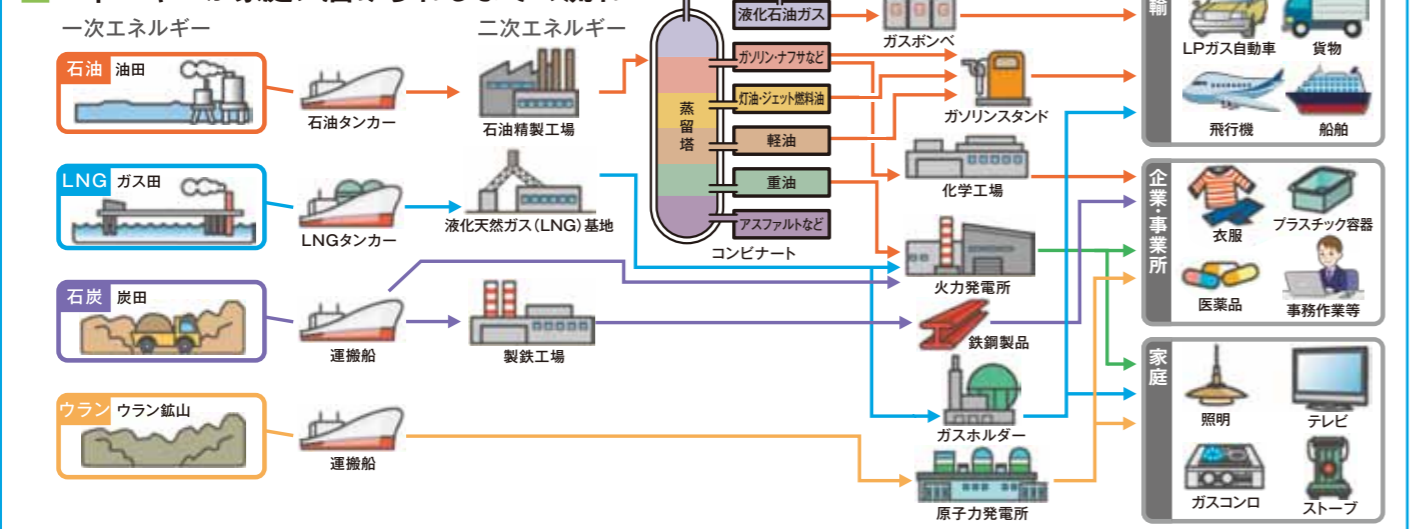 一次エネルギー
二次エネルギー
石油 油田
石油タンカー
石油精製工場
LNG ガス田
LNGタンカー
液化天然ガス(LNG)基地
石炭 炭田
運搬船
製鉄工場
ウラン ウラン鉱山
運搬船
蒸留塔
液化石油ガス
ガソリン・ナフサなど
灯油・ジェット燃料油
軽油
重油
アスファルトなど
コンビナート
ガスボンベ
ガソリンスタンド
化学工場
火力発電所
鉄鋼製品
ガスホルダー
原子力発電所
輸
LPガス自動車
貨物
飛行機
船舶
企業・事業所
衣服
プラスチック容器
医薬品
事務作業等
家庭
照明
テレビ
ガスコンロ
ストーブ